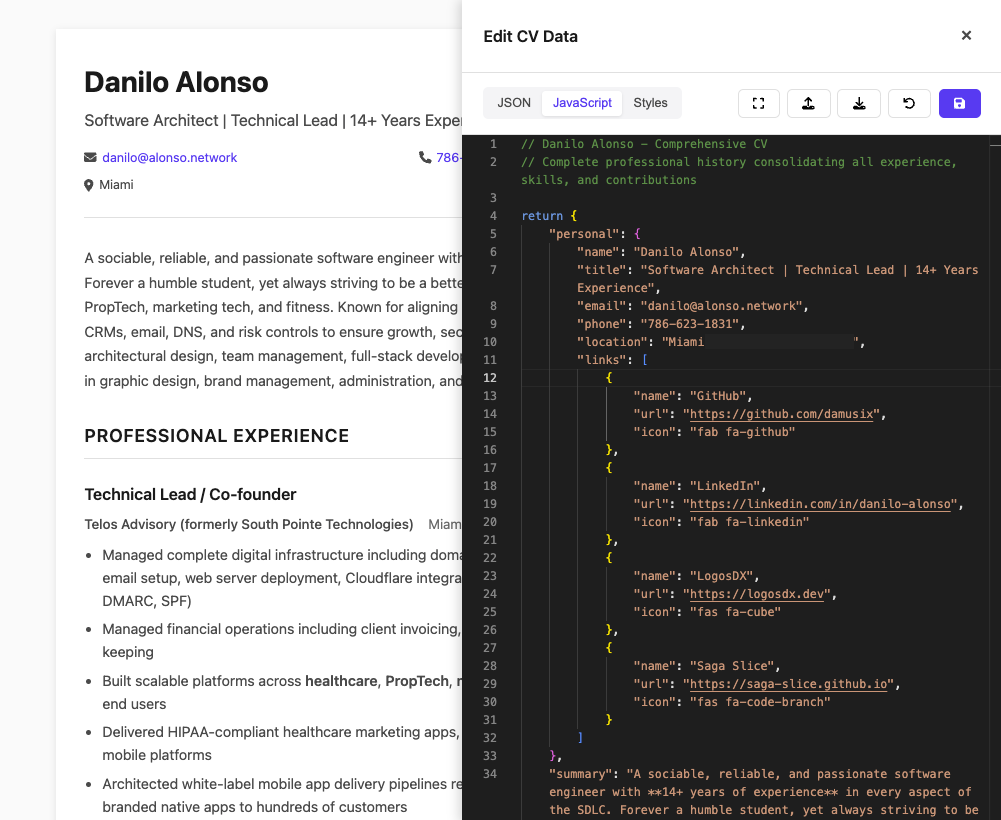 Danilo Alonso
Software Architect | Technical Lead | 14+ Years Exper
danilo@alonso.network
786-
Miami
A sociable, reliable, and passionate software engineer with
Forever a humble student, yet always striving to be a bette
PropTech, marketing tech, and fitness. Known for aligning
CRMs, email, DNS, and risk controls to ensure growth, sec
architectural design, team management, full-stack develop
in graphic design, brand management, administration, and
PROFESSIONAL EXPERIENCE
Technical Lead / Co-founder
Telos Advisory (formerly South Pointe Technologies) Miam
• Managed complete digital infrastructure including doma
email setup, web server deployment, Cloudflare integra
DMARC, SPF)
• Managed financial operations including client invoicing,
keeping
• Built scalable platforms across healthcare, PropTech, r
end users
• Delivered HIPAA-compliant healthcare marketing apps,
mobile platforms
• Architected white-label mobile app delivery pipelines re
branded native apps to hundreds of customers
Edit CV Data
×
JSON JavaScript Styles
1 // Danilo Alonso - Comprehensive CV
2 // Complete professional history consolidating all experience,
skills, and contributions
3
4 return {
5 "personal": {
6 "name": "Danilo Alonso",
7 "title": "Software Architect | Technical Lead | 14+ Years
Experience",
8 "email": "danilo@alonso.network",
9 "phone": "786-623-1831",
10 "location": "Miami ",
11 "links": [
12 {
13 "name": "GitHub",
14 "url": "https://github.com/damusix",
15 "icon": "fab fa-github"
16 },
17 {
18 "name": "LinkedIn",
19 "url": "https://linkedin.com/in/danilo-alonso",
20 "icon": "fab fa-linkedin"
21 },
22 {
23 "name": "LogosDX",
24 "url": "https://logosdx.dev",
25 "icon": "fas fa-cube"
26 },
27 {
28 "name": "Saga Slice",
29 "url": "https://saga-slice.github.io",
30 "icon": "fas fa-code-branch"
31 }
32 ]
33 },
34 "summary": "A sociable, reliable, and passionate software
engineer with **14+ years of experience** in every aspect of
the SDLC. Forever a humble student, yet always striving to be